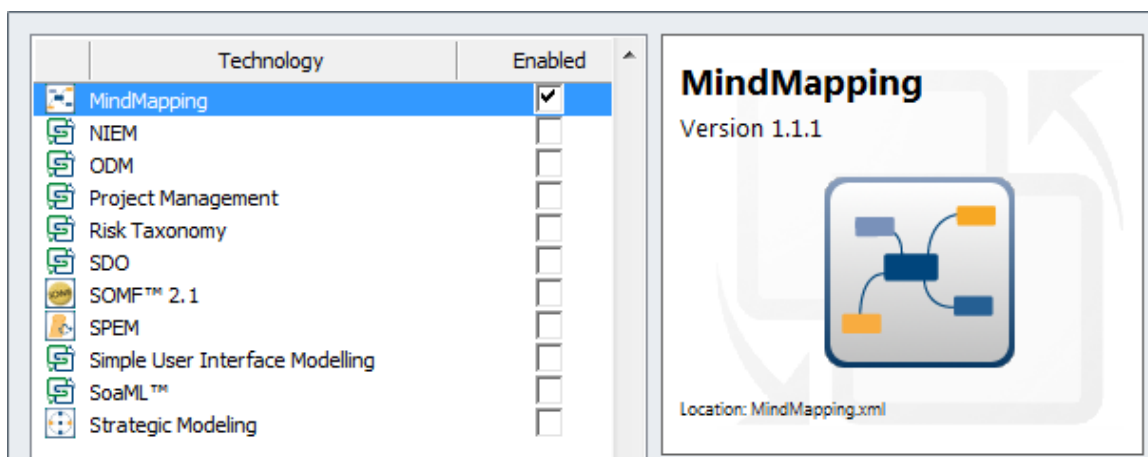 Technology Enabled
MindMapping
NIEM
ODM
Project Management
Risk Taxonomy
SDO
SOMF™ 2.1
SPEM
Simple User Interface Modelling
SoaML™
Strategic Modeling
MindMapping
Version 1.1.1
Location: MindMapping.xml